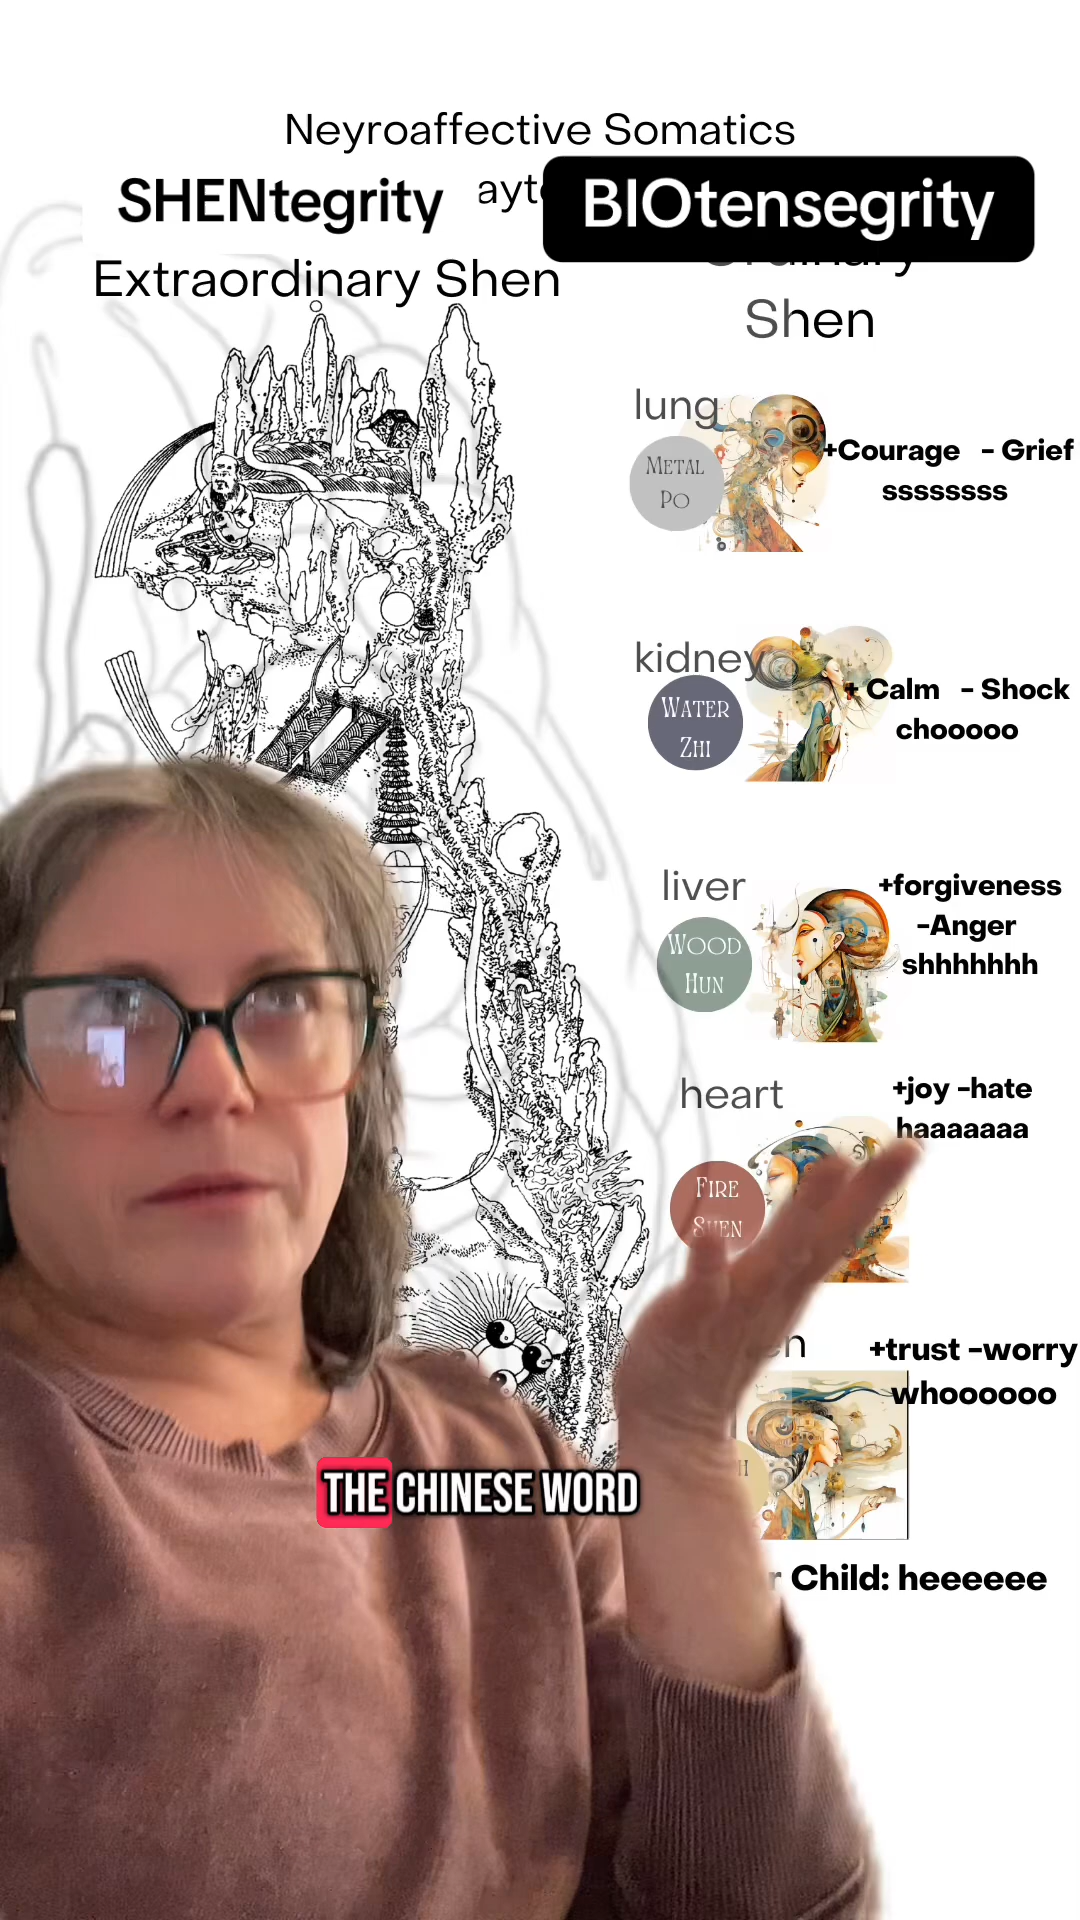 Neyroaffective Somatics
SHENtegrity
BIOtensegrity
Extraordinary Shen
Shen
lung
METAL
PO
+Courage - Grief
ssssssss
kidney
WATER
ZHI
+ Calm - Shock
chooooo
liver
WOOD
HUN
+forgiveness
-Anger
shhhhhhh
heart
FIRE
SHEN
+joy -hate
haaaaaaa
+trust -worry
whoooooo
THE CHINESE WORD
Child: heeeeee